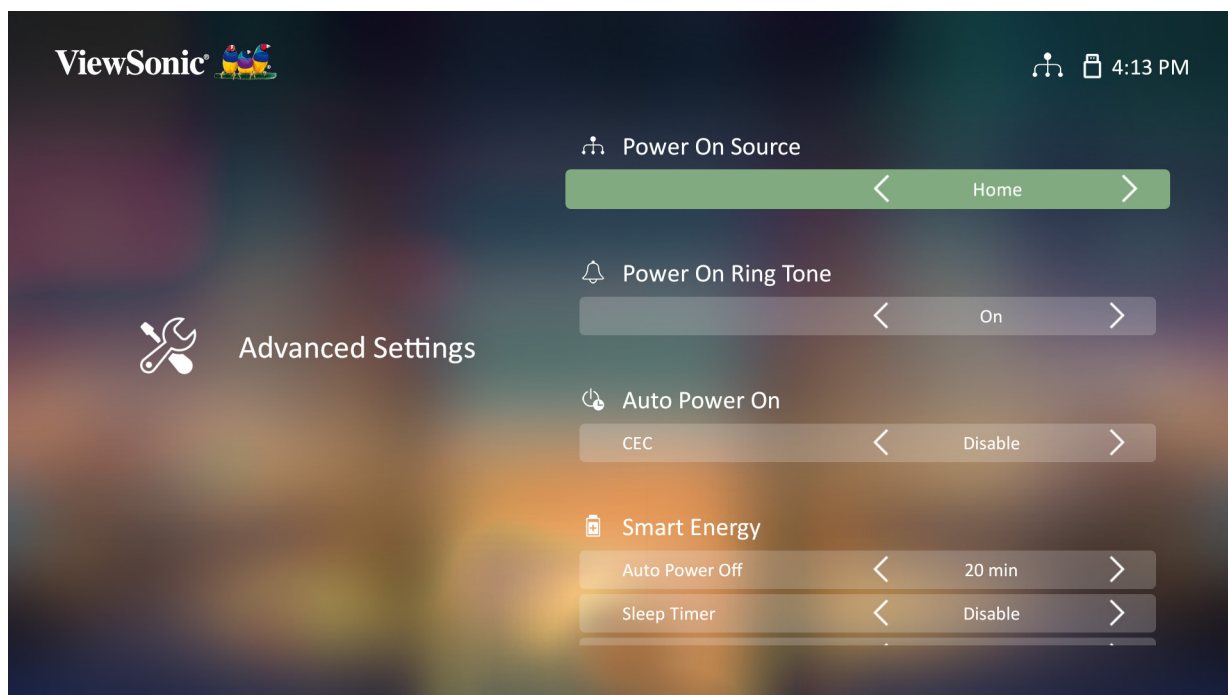 ViewSonic®
4:13 PM
Power On Source
Home
Power On Ring Tone
On
Advanced Settings
Auto Power On
CEC Disable
Smart Energy
Auto Power Off 20 min
Sleep Timer Disable